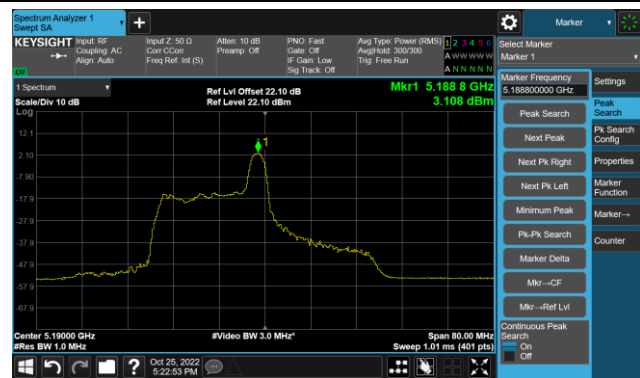 Spectrum Analyzer 1
Swept SA
Marker
KEYSIGHT
Input: RF
Coupling: AC
Align: Auto
Input Z: 50 Ω
Corr CCorr
Freq Ref: Int (S)
Atten: 10 dB
Preamp: Off
PNO: Fast
Gate: Off
IF Gain: Low
Sig Track: Off
Avg Type: Power (RMS)
Avg|Hold: 300/300
Trig: Free Run
1 2 3 4 5 6
A W W W W W
A N N N N N
Select Marker
Marker 1
LW
1 Spectrum
Scale/Div 10 dB
Log
Ref Lvl Offset 22.10 dB
Ref Level 22.10 dBm
Mkr1 5.188 8 GHz
3.108 dBm
12.1
2.10
-7.90
-17.9
-27.9
-37.9
-47.9
-57.9
-67.9
1
Center 5.19000 GHz
#Res BW 1.0 MHz
#Video BW 3.0 MHz*
Span 80.00 MHz
Sweep 1.01 ms (401 pts)
Marker Frequency
5.188800000 GHz
Peak Search
Next Peak
Next Pk Right
Next Pk Left
Minimum Peak
Pk-Pk Search
Marker Delta
Mkr→CF
Mkr→Ref Lvl
Continuous Peak
Search
On
Off
Settings
Peak
Search
Pk Search
Config
Properties
Marker
Function
Marker→
Counter
?
Oct 25, 2022
5:22:53 PM